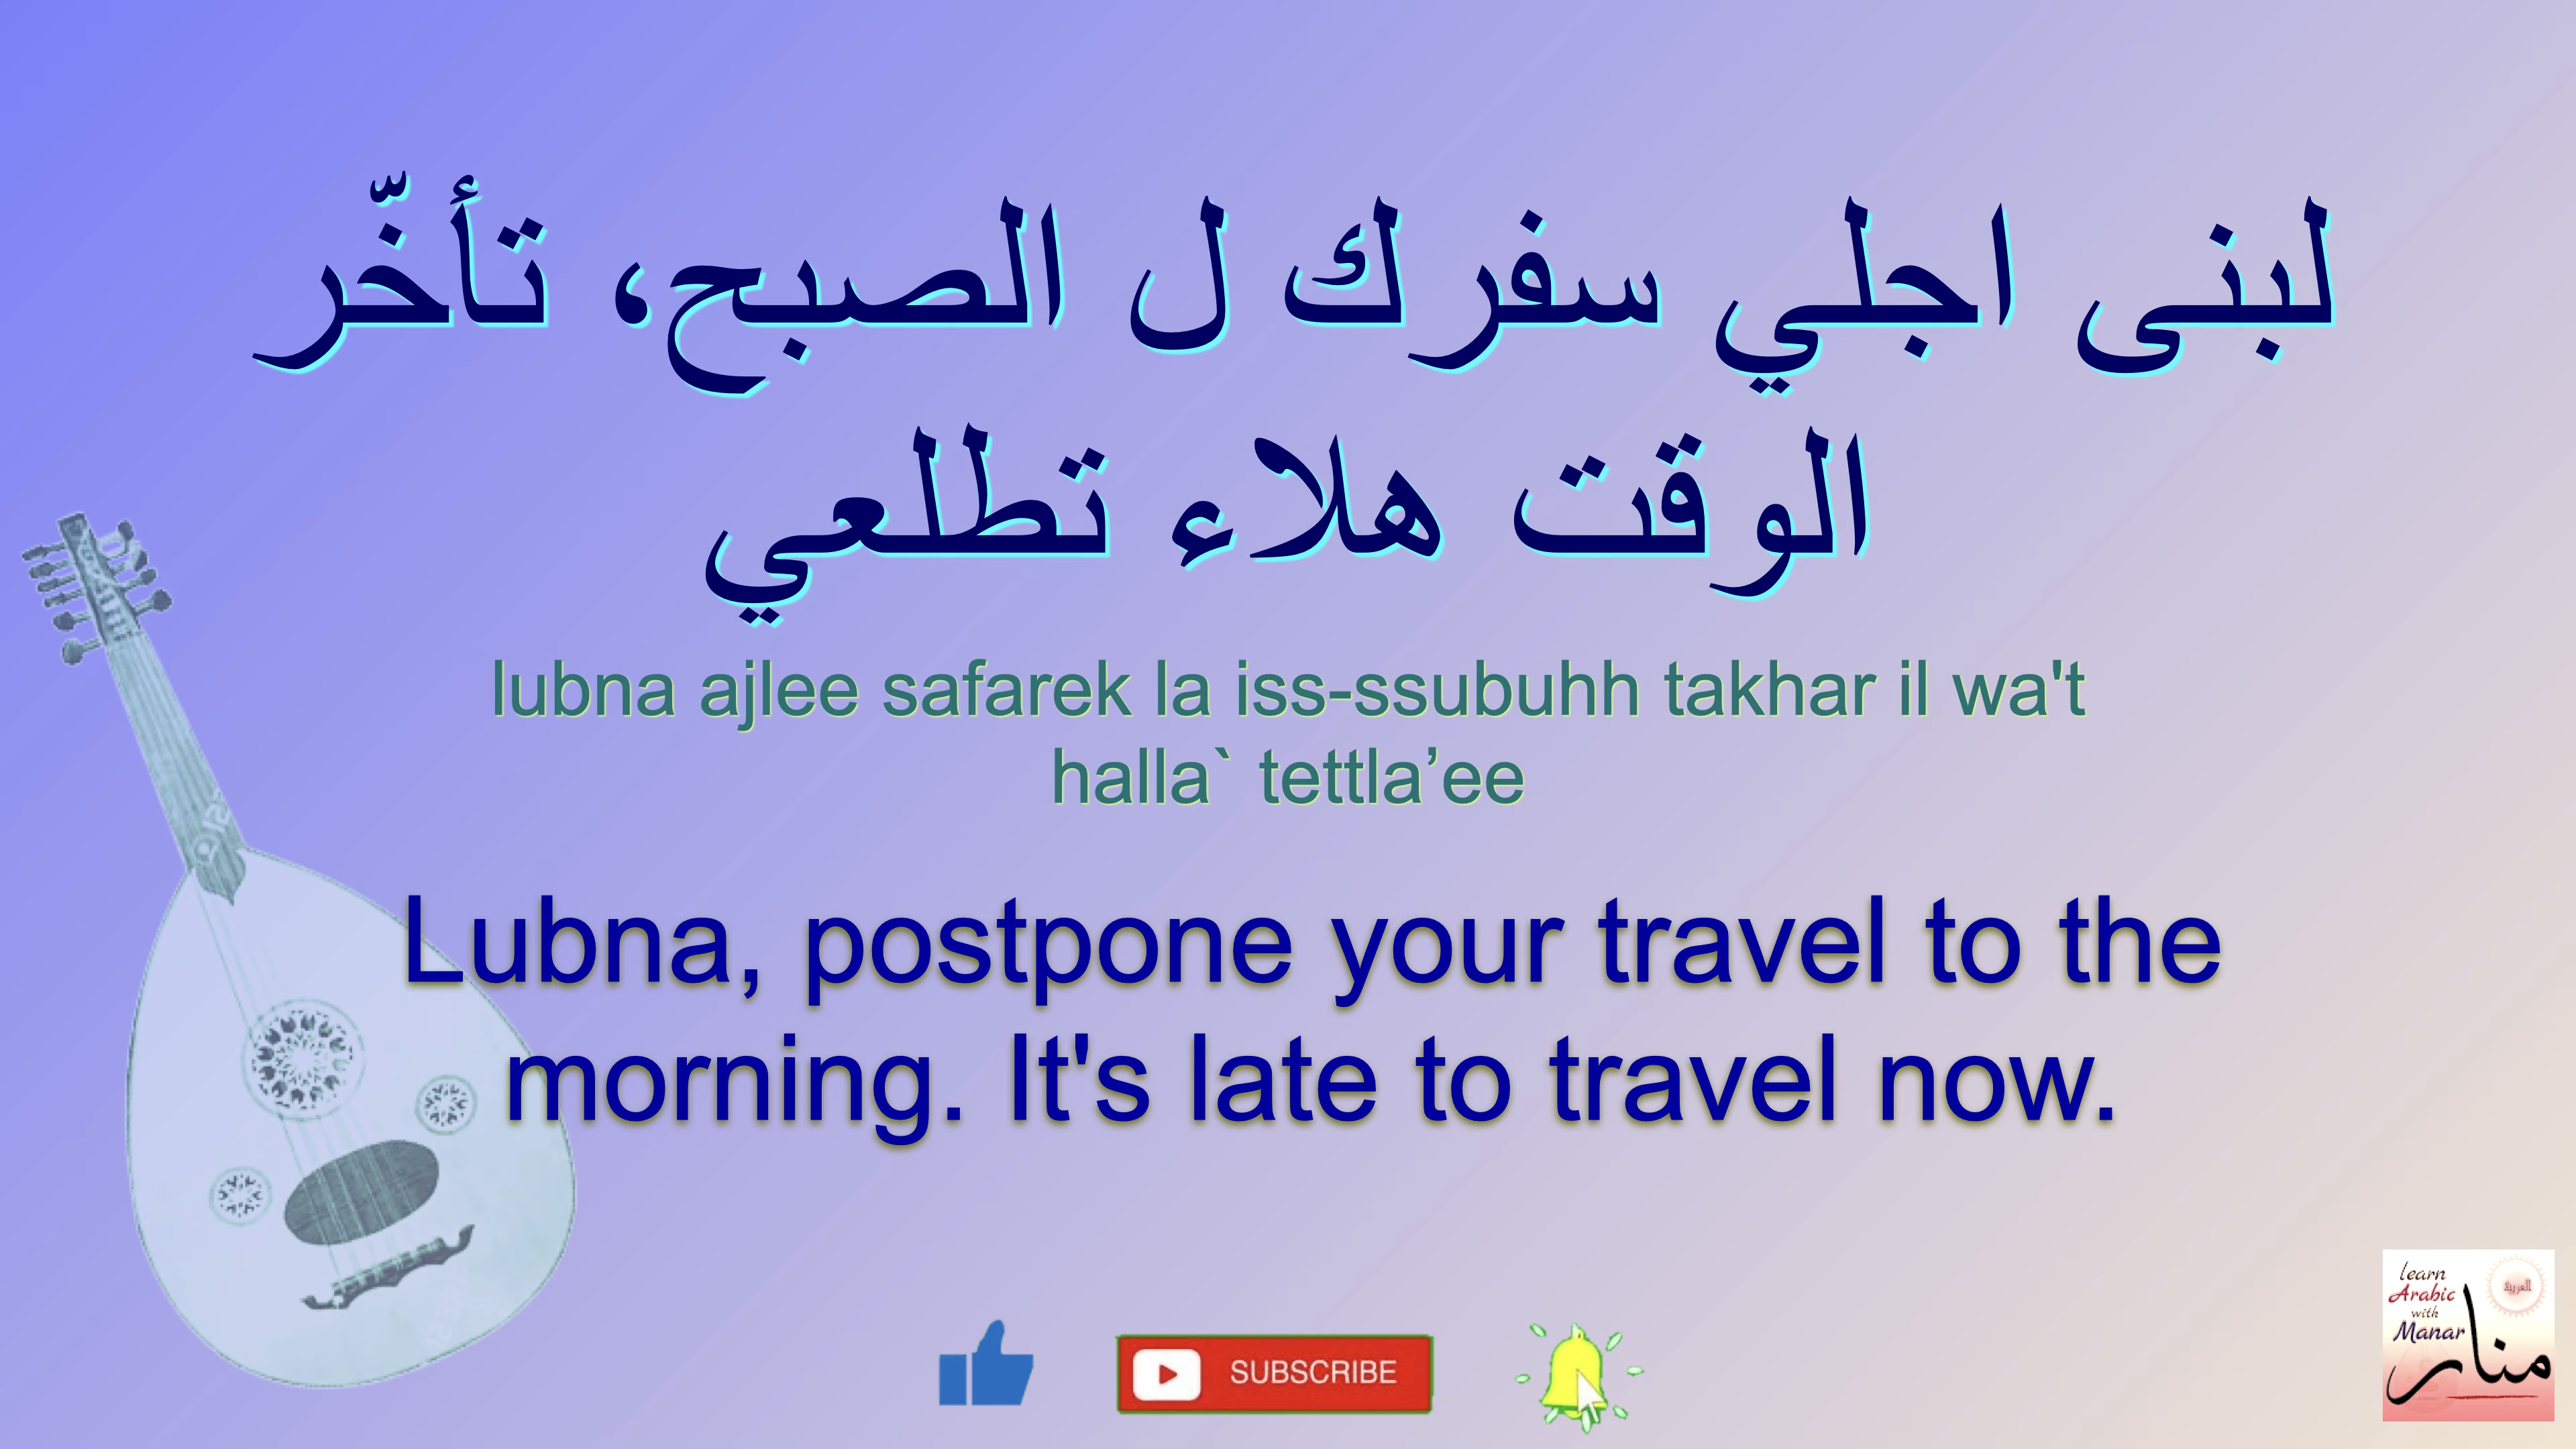 لبنى اجلي سفرك ل الصبح، تأخّر
الوقت هلاء تطلعي
lubna ajlee safarek la iss-ssubuhh takhar il wa't
halla` tettla’ee
Lubna, postpone your travel to the
morning. It's late to travel now.
SUBSCRIBE
learn
Arabic
with
Manar
العربية
منار